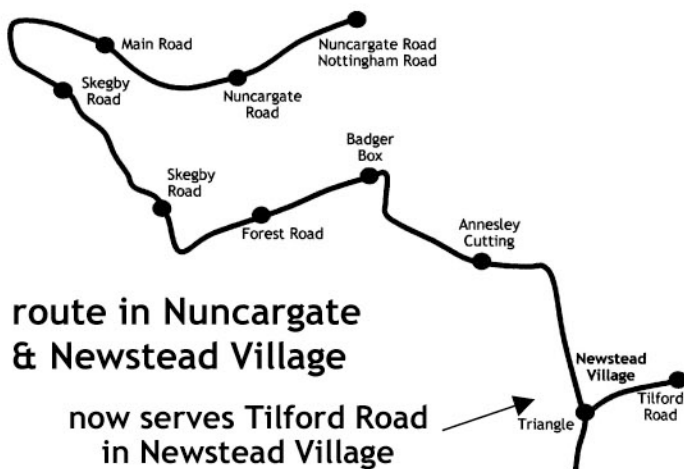 Main Road
Nuncargate Road
Nottingham Road
Skegby
Road
Nuncargate
Road
Badger
Box
Skegby
Road
Forest Road
Annesley
Cutting
route in Nuncargate
& Newstead Village
Newstead
Village
Tilford
Road
Triangle
now serves Tilford Road
in Newstead Village